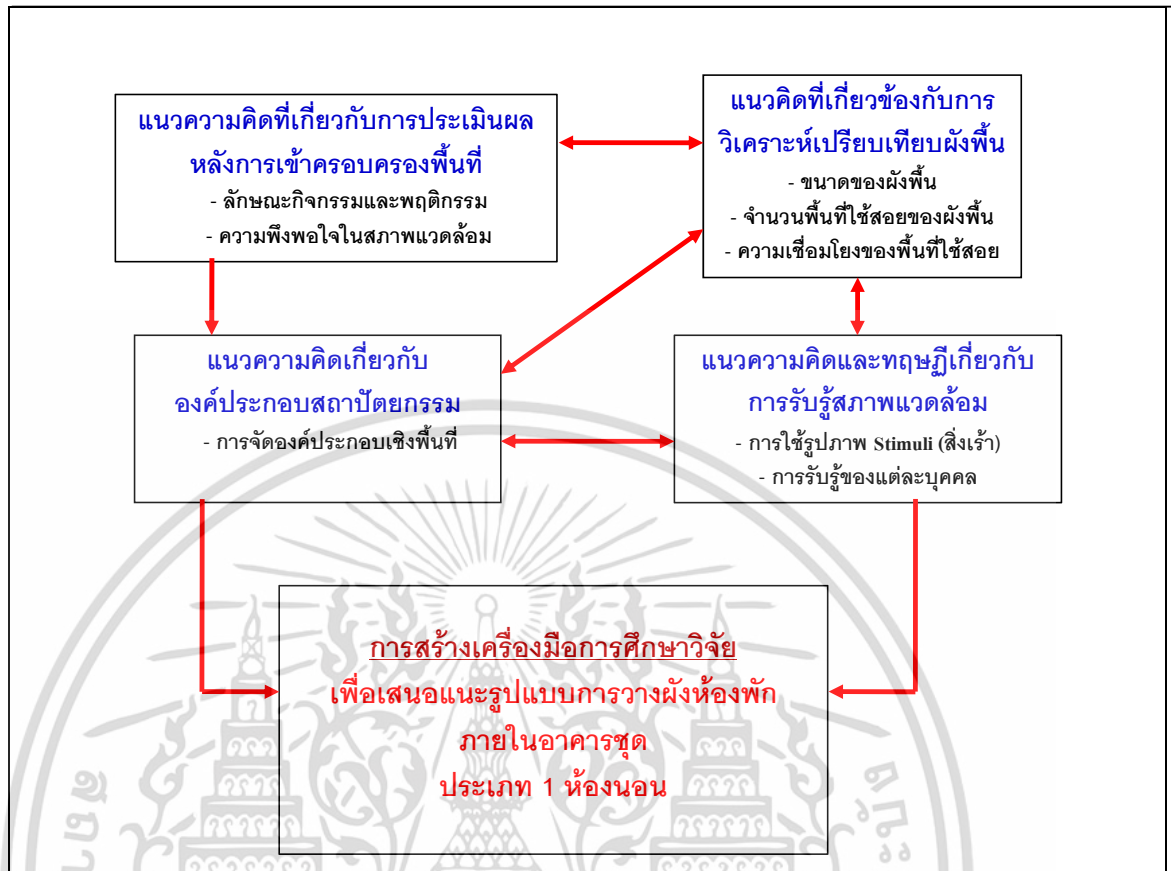 แนวความคิดที่เกี่ยวกับการประเมินผล
หลังการเข้าครอบครองพื้นที่
- ลักษณะกิจกรรมและพฤติกรรม
- ความพึงพอใจในสภาพแวดล้อม
แนวคิดที่เกี่ยวข้องกับการ
วิเคราะห์เปรียบเทียบผังพื้น
- ขนาดของผังพื้น
- จำนวนพื้นที่ใช้สอยของผังพื้น
- ความเชื่อมโยงของพื้นที่ใช้สอย
แนวความคิดเกี่ยวกับ
องค์ประกอบสถาปัตยกรรม
- การจัดองค์ประกอบเชิงพื้นที่
แนวความคิดและทฤษฎีเกี่ยวกับ
การรับรู้สภาพแวดล้อม
- การใช้รูปภาพ Stimuli (สิ่งเร้า)
- การรับรู้ของแต่ละบุคคล
การสร้างเครื่องมือการศึกษาวิจัย
เพื่อเสนอแนะรูปแบบการวางผังห้องพัก
ภายในอาคารชุด
ประเภท 1 ห้องนอน